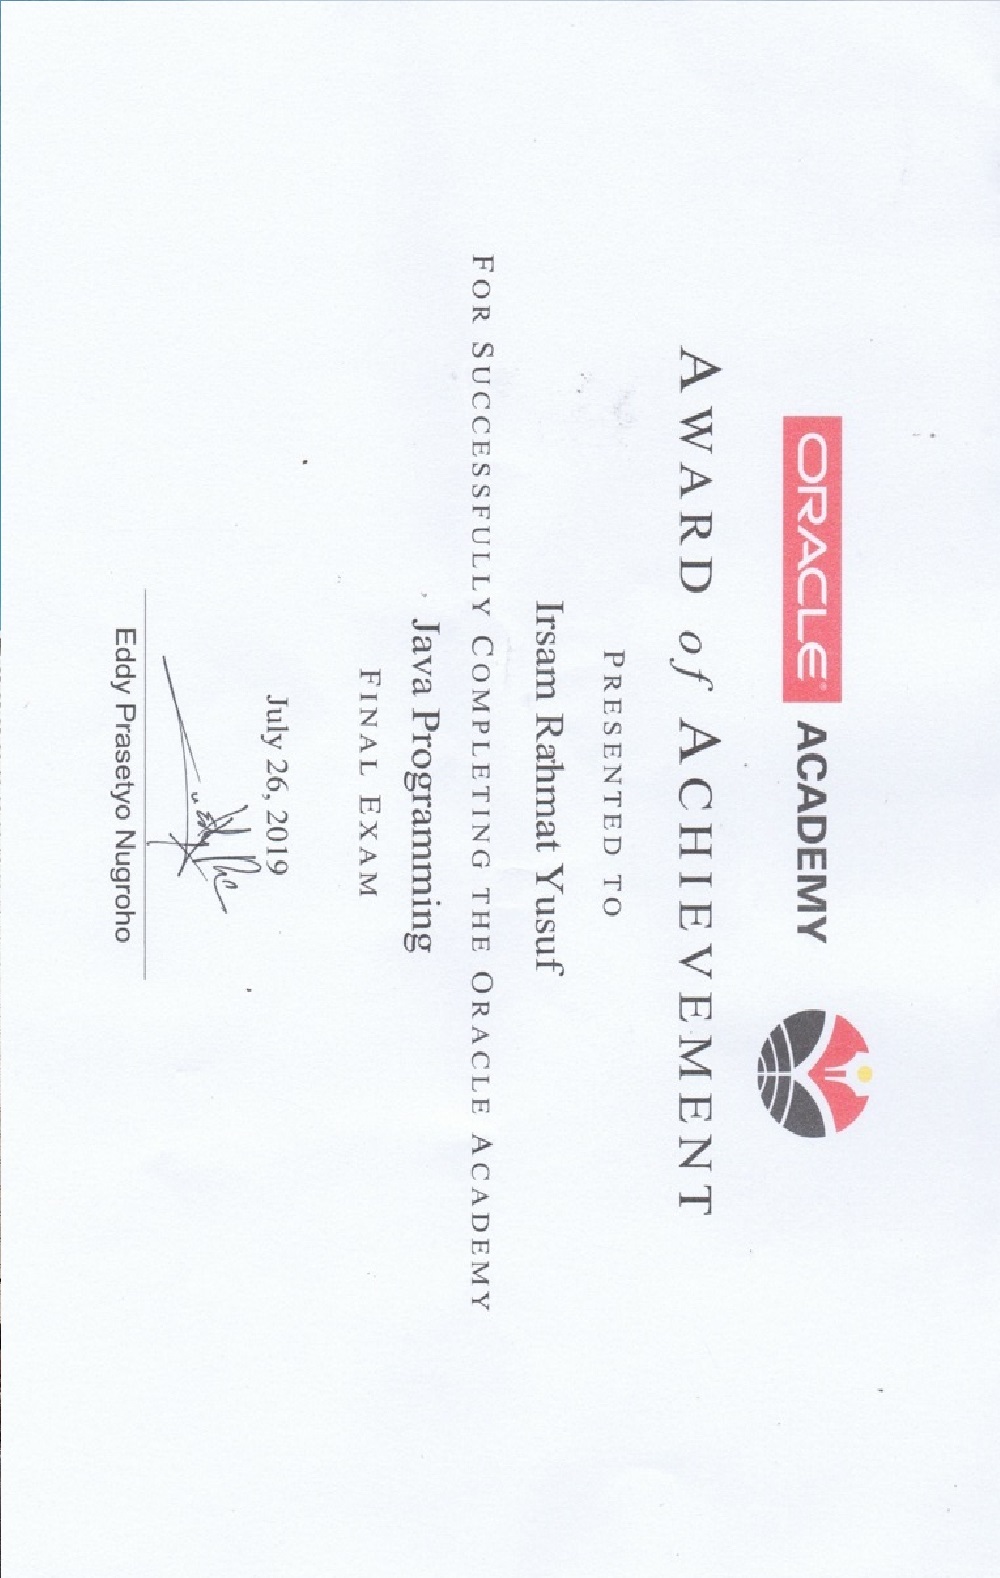 ORACLE ACADEMY
AWARD of ACHIEVEMENT
PRESENTED TO
Irsam Rahmat Yusuf
FOR SUCCESSFULLY COMPLETING THE ORACLE ACADEMY
Java Programming
FINAL EXAM
July 26, 2019
Eddy Prasetyo Nugroho